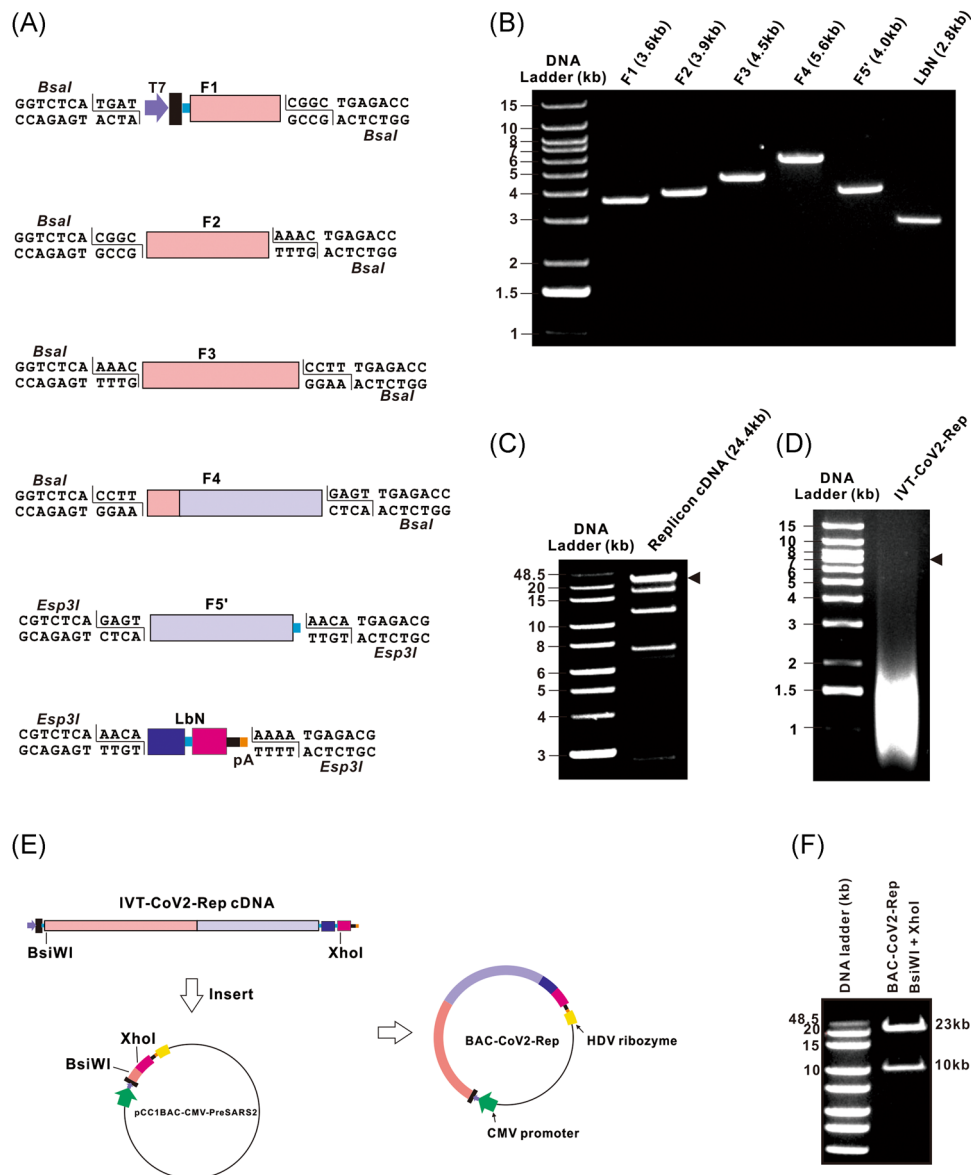 (A)
BsaI
T7
F1
GGTCTCA TGAT
CGGC TGAGACC
CCAGAGT ACTA
GCCG ACTCTGG
BsaI
BsaI
F2
GGTCTCA CGGC
AAAC TGAGACC
CCAGAGT GCCG
TTTG ACTCTGG
BsaI
BsaI
F3
GGTCTCA AAAC
CCTT TGAGACC
CCAGAGT TTTG
GGAA ACTCTGG
BsaI
BsaI
F4
GGTCTCA CCTT
GAGT TGAGACC
CCAGAGT GGAA
CTCA ACTCTGG
BsaI
Esp3I
F5'
CGTCTCA GAGT
AACA TGAGACG
GCAGAGT CTCA
TTGT ACTCTGC
Esp3I
Esp3I
LbN
CGTCTCA AACA
AAAA TGAGACG
GCAGAGT TTGT
TTTT ACTCTGC
pA
Esp3I
(B)
DNA
Ladder (kb)
F1 (3.6kb)
F2 (3.9kb)
F3 (4.5kb)
F4 (5.6kb)
F5' (4.0kb)
LbN (2.8kb)
15
10
8
7
6
5
4
3
2
1.5
1
(C)
DNA
Ladder (kb)
Replicon cDNA (24.4kb)
48.5
20
15
10
8
6
5
4
3
(D)
DNA
Ladder (kb)
IVT-CoV2-Rep
15
10
8
7
6
5
4
3
2
1.5
1
(E)
IVT-CoV2-Rep cDNA
BsiWI
XhoI
Insert
XhoI
BsiWI
pCC1BAC-CMV-PreSARS2
BAC-CoV2-Rep
HDV ribozyme
CMV promoter
(F)
DNA ladder (kb)
BAC-CoV2-Rep
BsiWI + XhoI
48.5
20
15
10
23kb
10kb